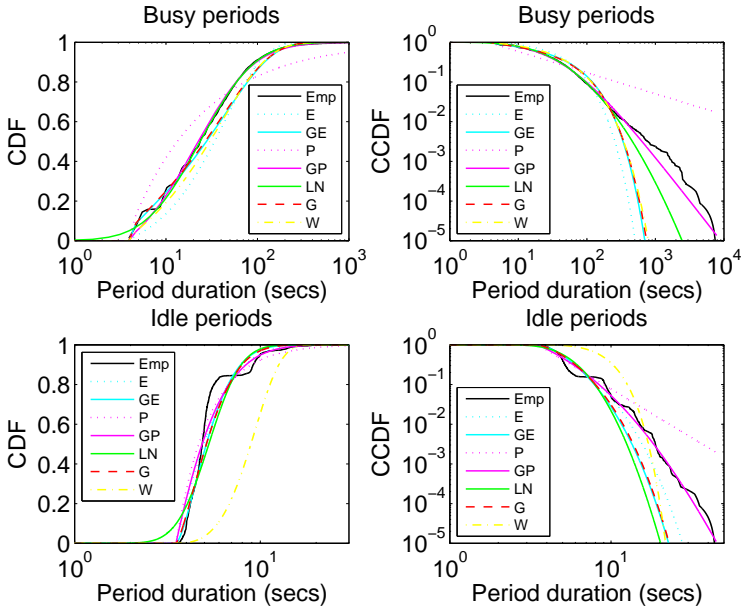 Busy periods
CDF
1
0.8
0.6
0.4
0.2
0
10^0
10^1
10^2
10^3
Period duration (secs)
Emp
E
GE
P
GP
LN
G
W
Busy periods
CCDF
10^0
10^-1
10^-2
10^-3
10^-4
10^-5
10^0
10^1
10^2
10^3
10^4
Period duration (secs)
Emp
E
GE
P
GP
LN
G
W
Idle periods
CDF
1
0.8
0.6
0.4
0.2
0
10^0
10^1
Period duration (secs)
Emp
E
GE
P
GP
LN
G
W
Idle periods
CCDF
10^0
10^-1
10^-2
10^-3
10^-4
10^-5
10^0
10^1
Period duration (secs)
Emp
E
GE
P
GP
LN
G
W